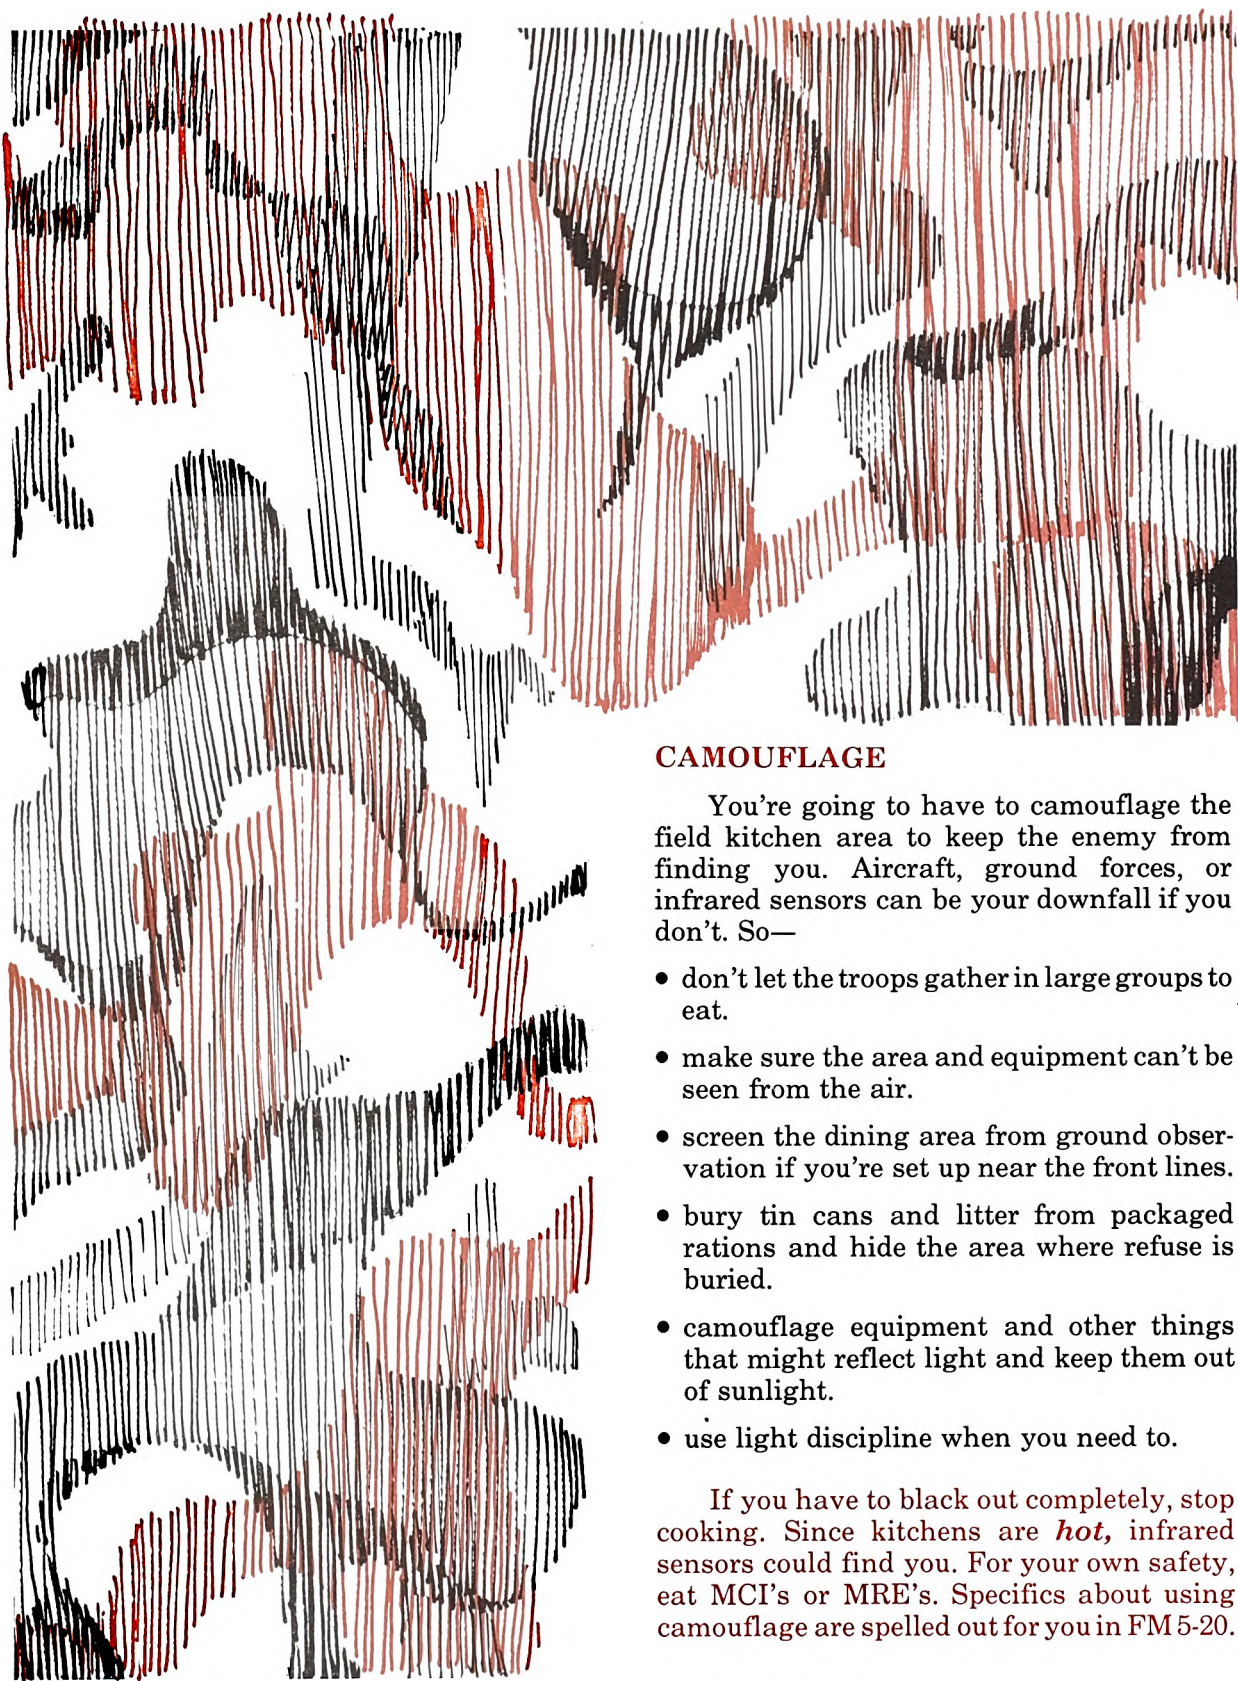 CAMOUFLAGE
You're going to have to camouflage the
field kitchen area to keep the enemy from
finding you. Aircraft, ground forces, or
infrared sensors can be your downfall if you
don't. So—
• don't let the troops gather in large groups to
eat.
• make sure the area and equipment can't be
seen from the air.
• screen the dining area from ground obser-
vation if you're set up near the front lines.
• bury tin cans and litter from packaged
rations and hide the area where refuse is
buried.
• camouflage equipment and other things
that might reflect light and keep them out
of sunlight.
• use light discipline when you need to.
If you have to black out completely, stop
cooking. Since kitchens are hot, infrared
sensors could find you. For your own safety,
eat MCI's or MRE's. Specifics about using
camouflage are spelled out for you in FM 5-20.